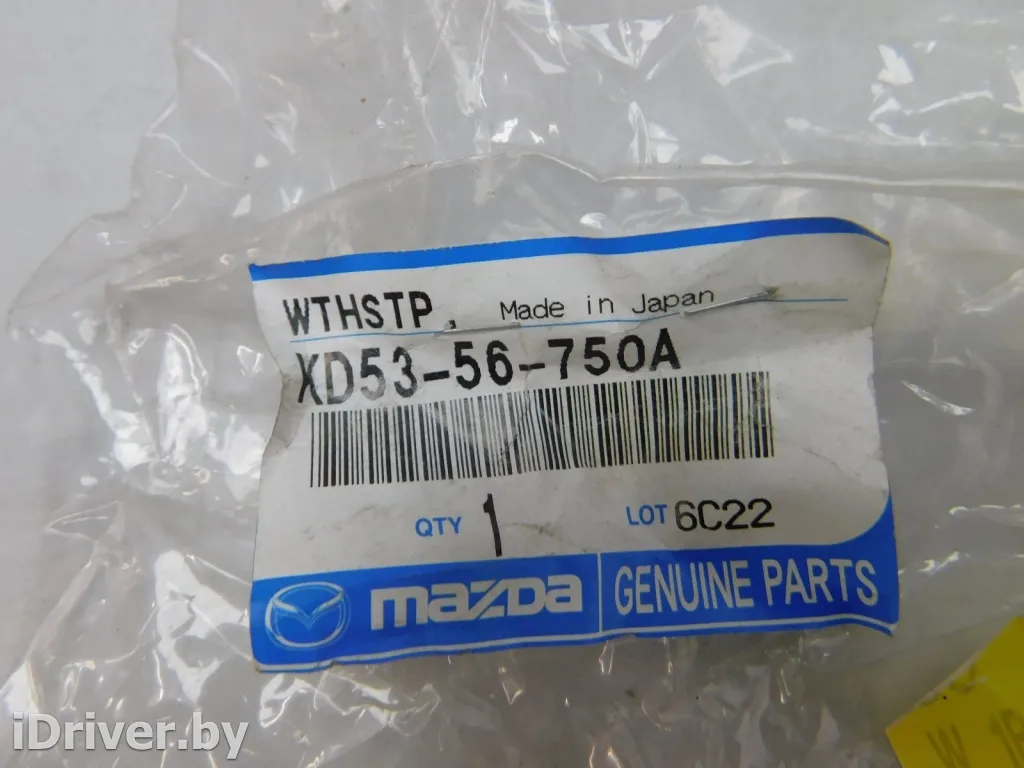 WTHSTP, Made in Japan
XD53-56-750A
QTY 1 LOT 6C22
mazda GENUINE PARTS
W
iDriver.by